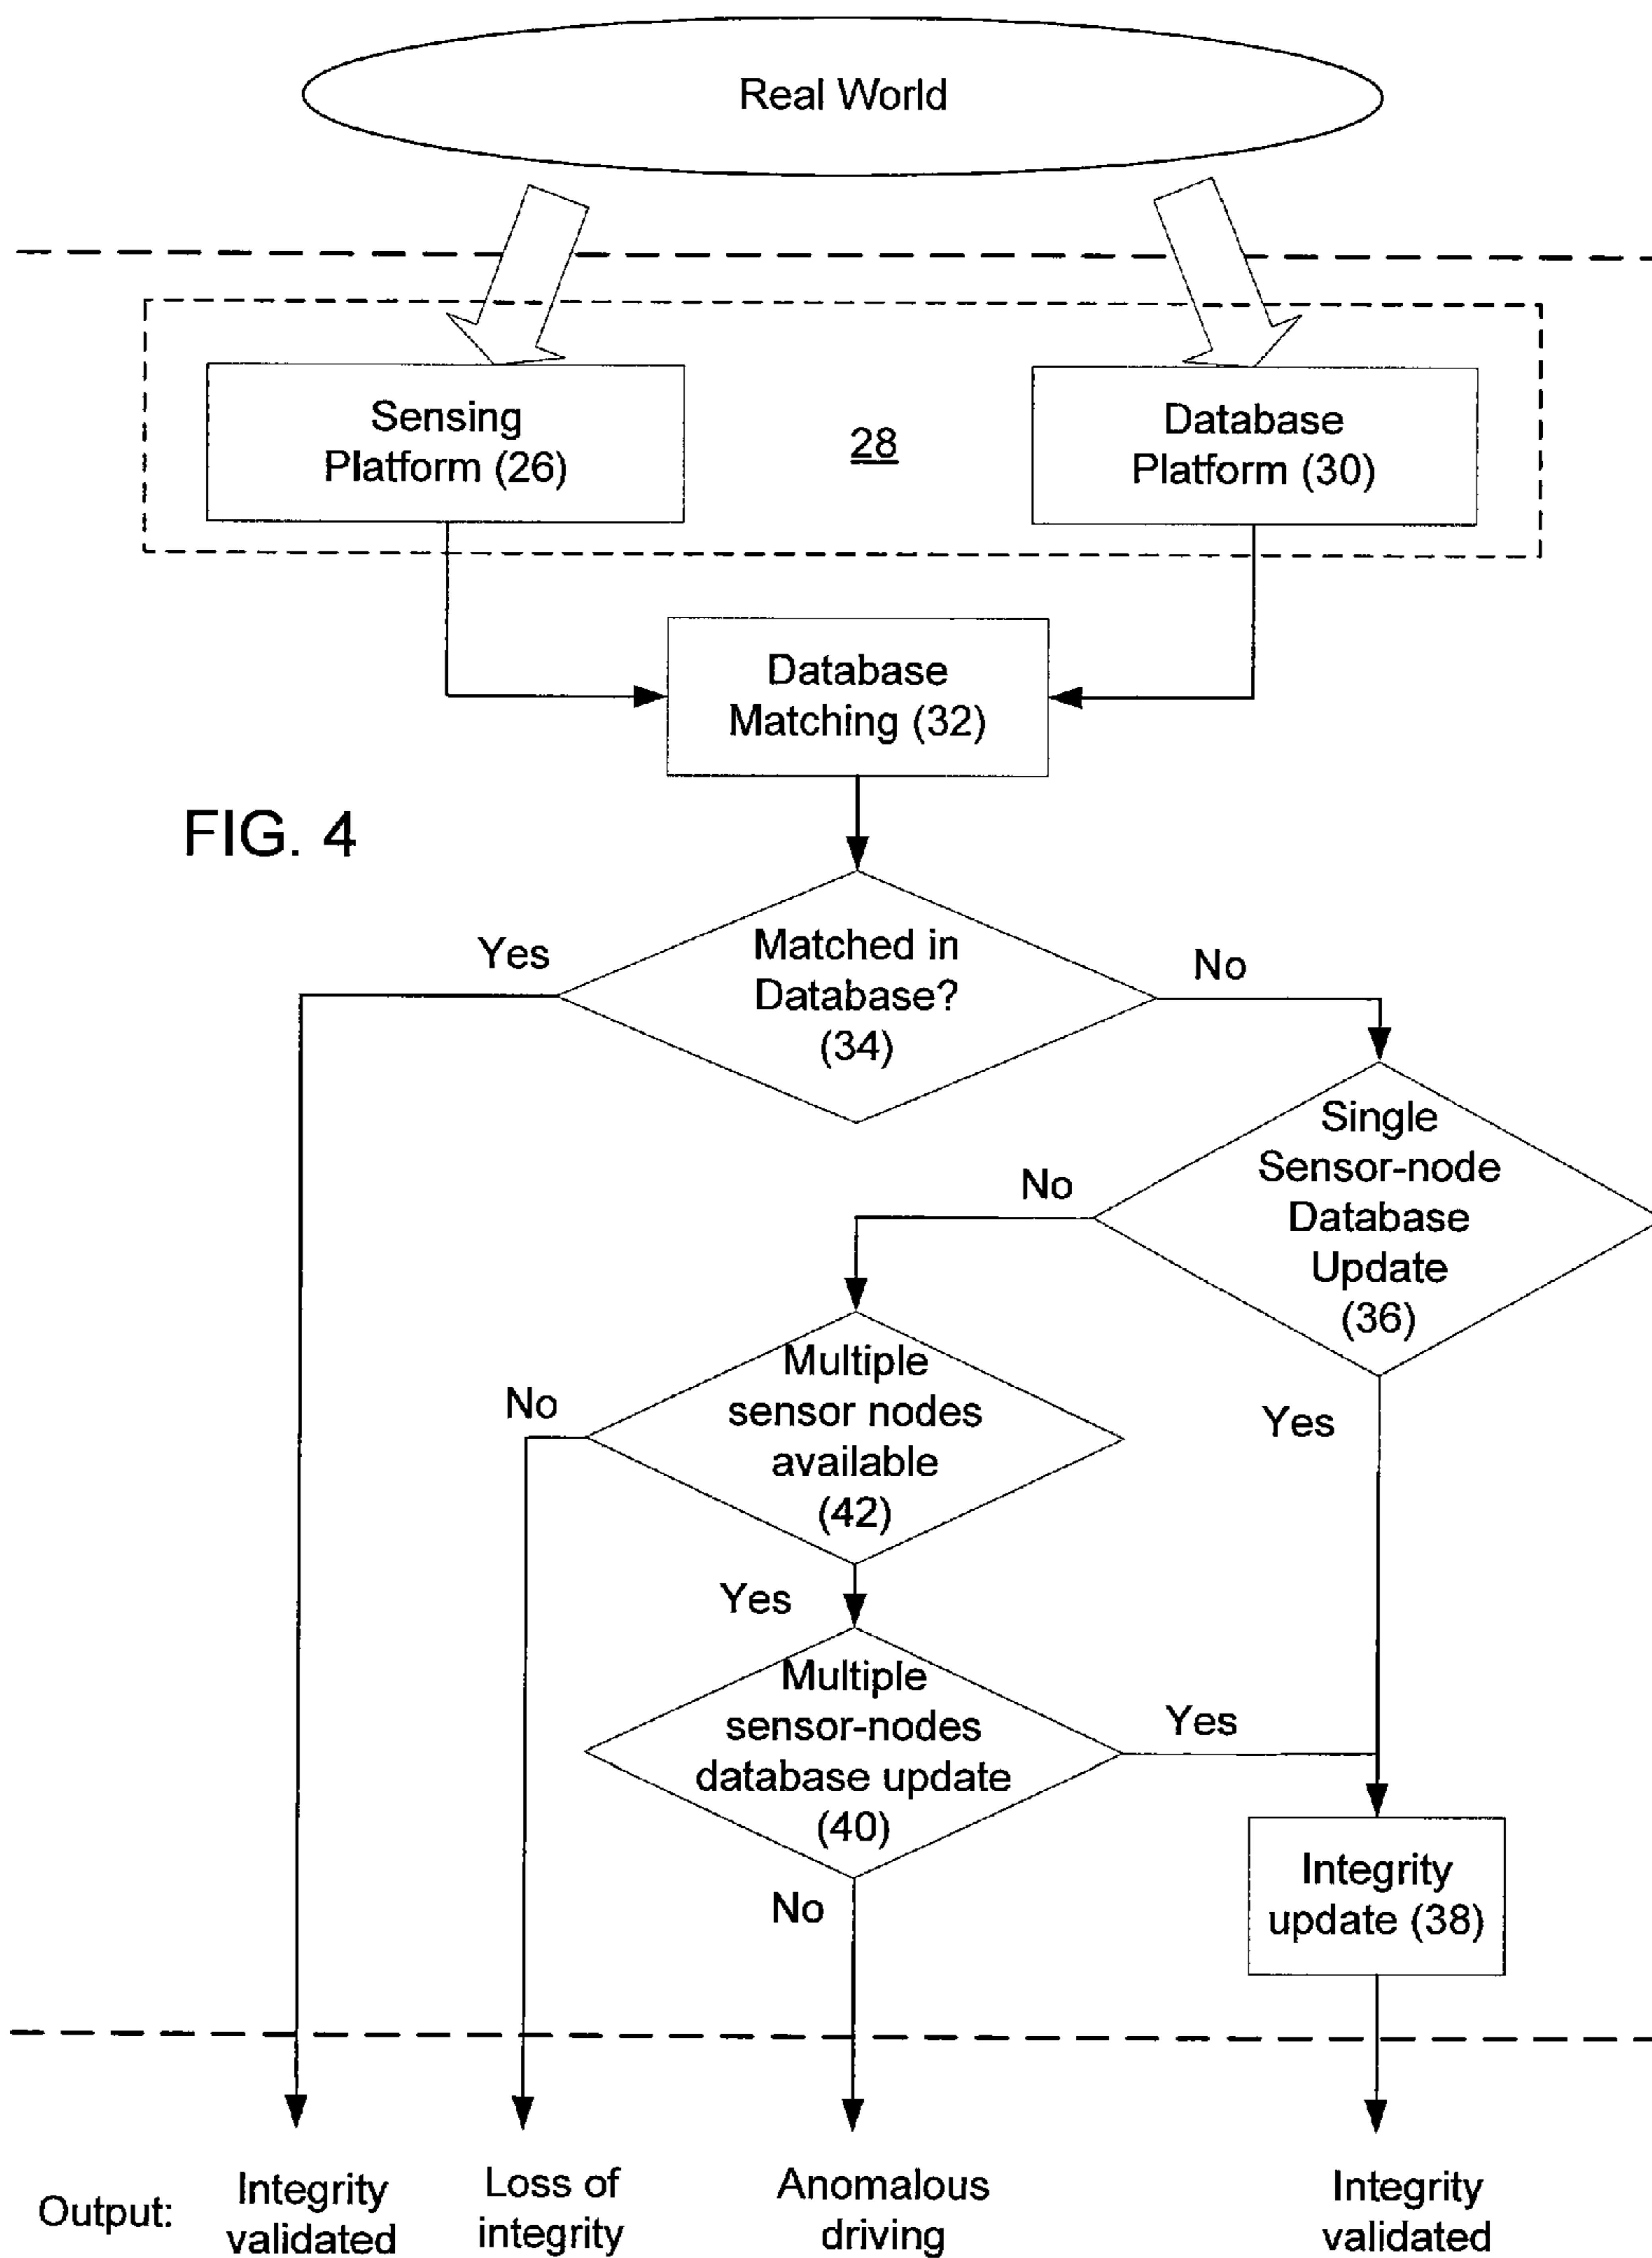 Real World
Sensing
Platform (26)
28
Database
Platform (30)
Database
Matching (32)
FIG. 4
Yes
Matched in
Database?
(34)
No
Single
Sensor-node
Database
Update
(36)
No
Multiple
sensor nodes
available
(42)
No
Yes
Yes
Multiple
sensor-nodes
database update
(40)
Yes
No
Integrity
update (38)
Output:
Integrity
validated
Loss of
integrity
Anomalous
driving
Integrity
validated